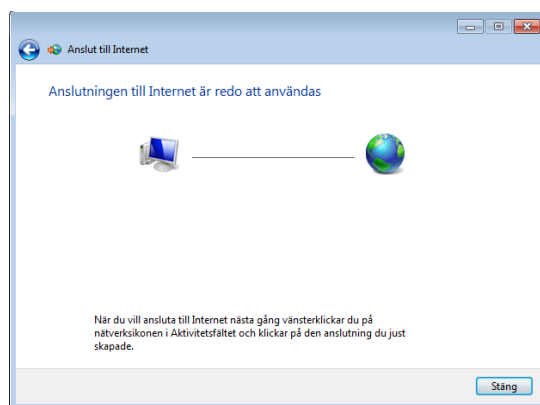 Anslut till Internet
Anslutningen till Internet är redo att användas
När du vill ansluta till Internet nästa gång vänsterklickar du på
nätverksikonen i Aktivitetsfältet och klickar på den anslutning du just
skapade.
Stäng